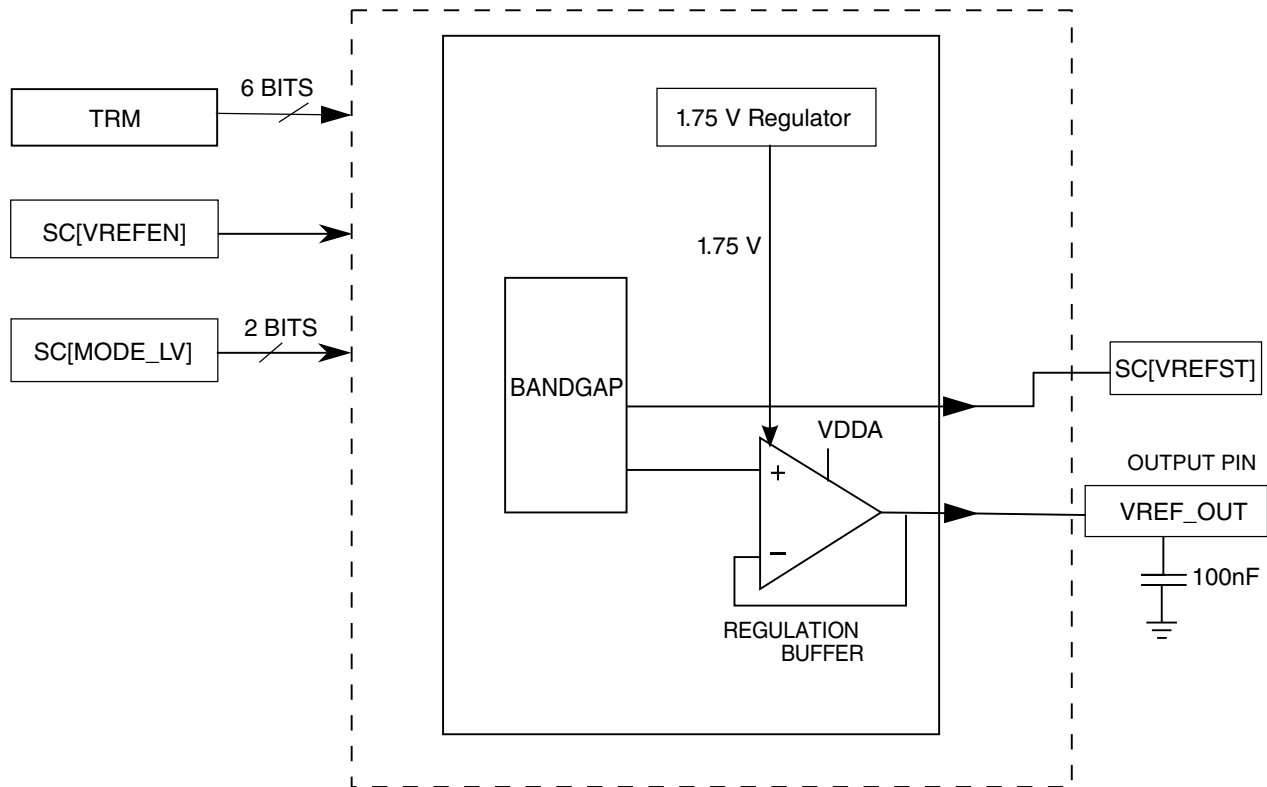 6 BITS
TRM
1.75 V Regulator
SC[VREFEN]
1.75 V
2 BITS
SC[MODE_LV]
BANDGAP
SC[VREFST]
VDDA
OUTPUT PIN
+
VREF_OUT
−
100nF
REGULATION
BUFFER